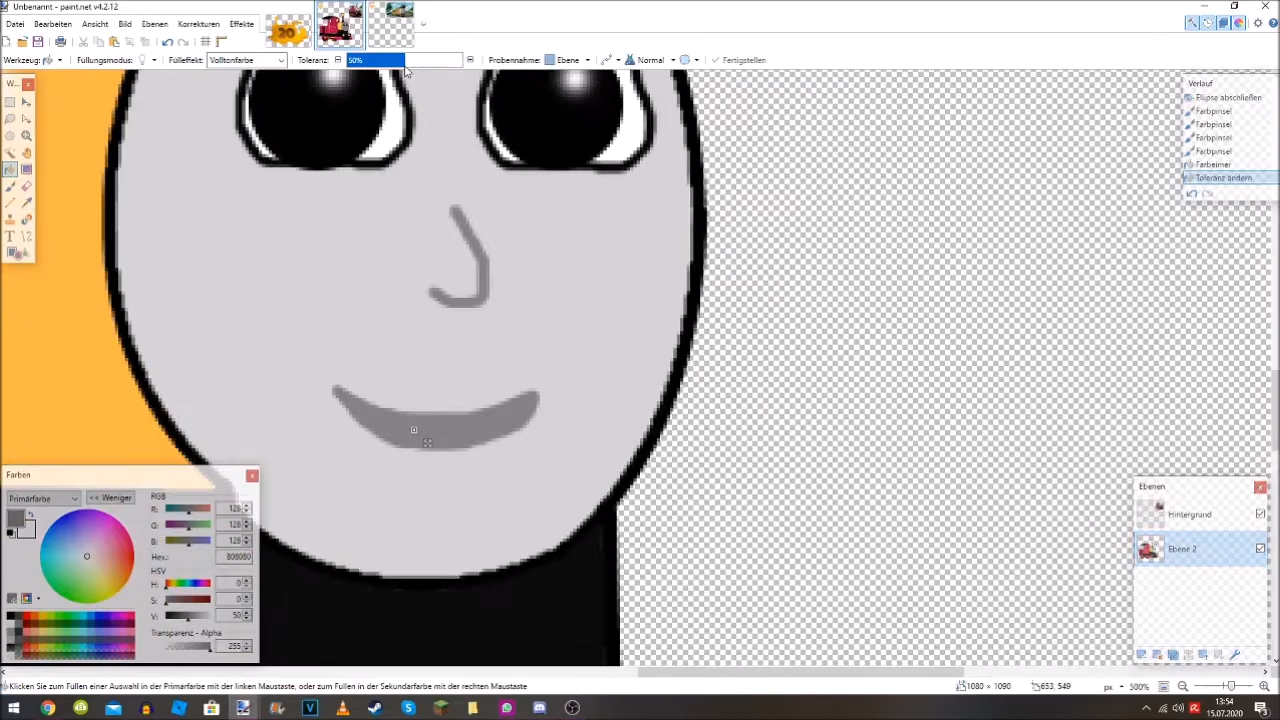 Unbenannt - paint.net v4.2.12
Datei Bearbeiten Ansicht Bild Ebenen Korrekturen Effekte
20
Werkzeug: Füllungsmodus: Fülleffekt: Volltonfarbe Toleranz: 50% Probennahme: Ebene Normal Fertigstellen
W...
Verlauf
Ellipse abschließen
Farbpinsel
Farbpinsel
Farbpinsel
Farbpinsel
Farbeimer
Toleranz ändern
Farben
Primärfarbe << Weniger
RGB
R: 128
G: 128
B: 128
Hex: 808080
HSV
H: 0
S: 0
V: 50
Transparenz - Alpha
255
Ebenen
Hintergrund
Ebene 2
Klicken Sie zum Füllen einer Auswahl in der Primärfarbe mit der linken Maustaste, oder zum Füllen in der Sekundärfarbe mit der rechten Maustaste
1080 × 1090 653, 549 px 500%
13:54
15.07.2020